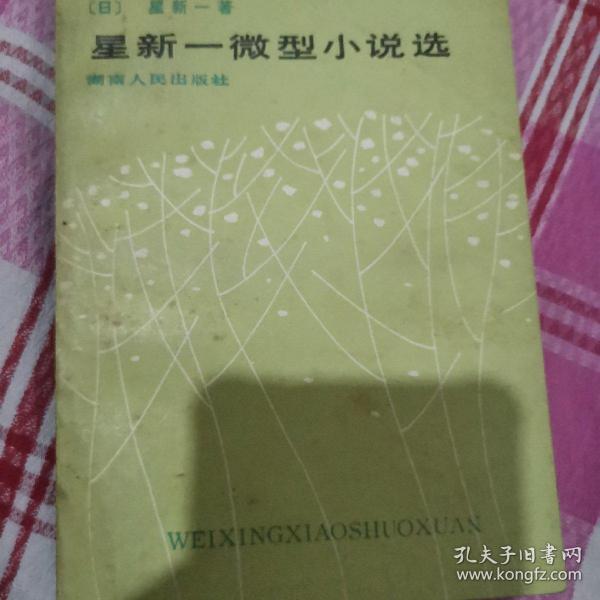 〔日〕 星新一著
星新一微型小说选
湖南人民出版社
WEIXINGXIAOSHUOXUAN
孔夫子旧书网
www.kongfz.com